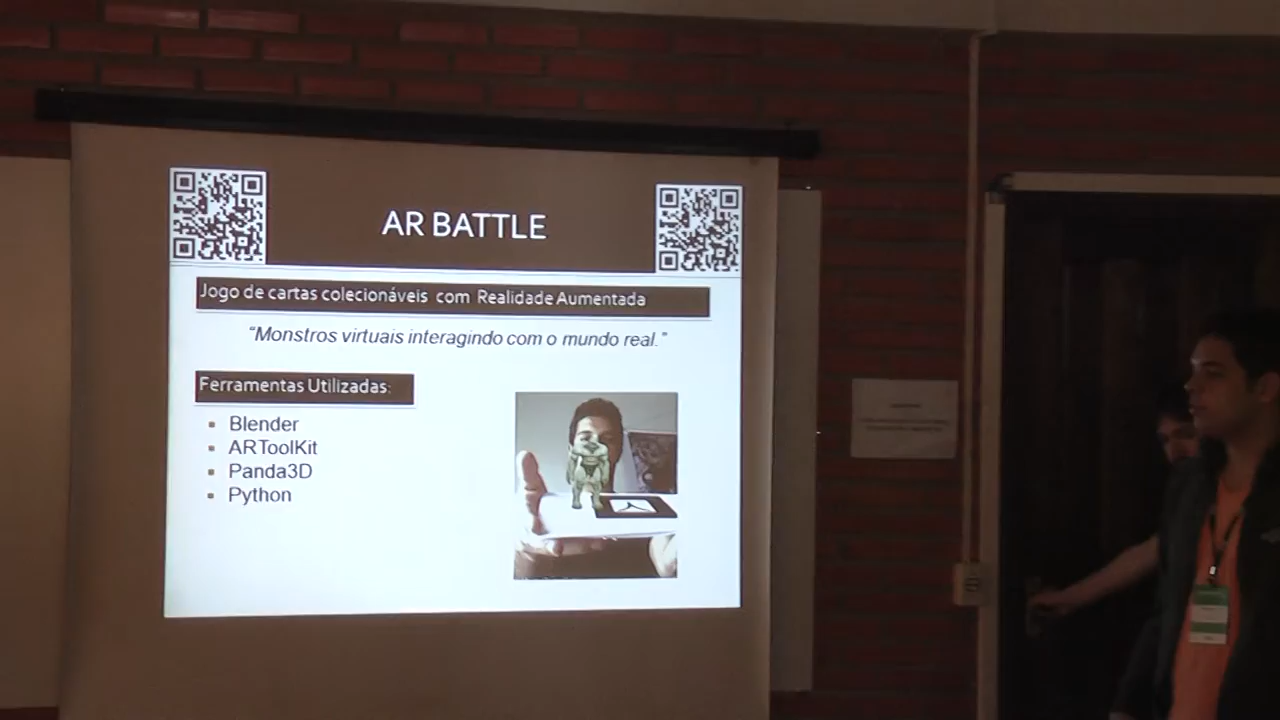 AR BATTLE
Jogo de cartas colecionáveis com Realidade Aumentada
"Monstros virtuais interagindo com o mundo real."
Ferramentas Utilizadas:
Blender
ARToolKit
Panda3D
Python